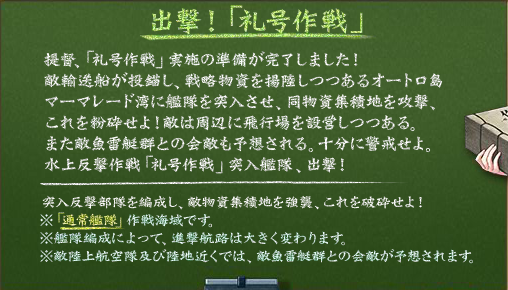 出撃！「礼号作戦」
提督、「礼号作戦」実施の準備が完了しました！
敵輸送船が投錨し、戦略物資を揚陸しつつあるオートロ島
マーマレード湾に艦隊を突入させ、同物資集積地を攻撃、
これを粉砕せよ！敵は周辺に飛行場を設営しつつある。
また敵魚雷艇群との会敵も予想される。十分に警戒せよ。
水上反撃作戦「礼号作戦」突入艦隊、出撃！
突入反撃部隊を編成し、敵物資集積地を強襲、これを破砕せよ！
※「通常艦隊」作戦海域です。
※艦隊編成によって、進撃航路は大きく変わります。
※敵陸上航空隊及び陸地近くでは、敵魚雷艇群との会敵が予想されます。